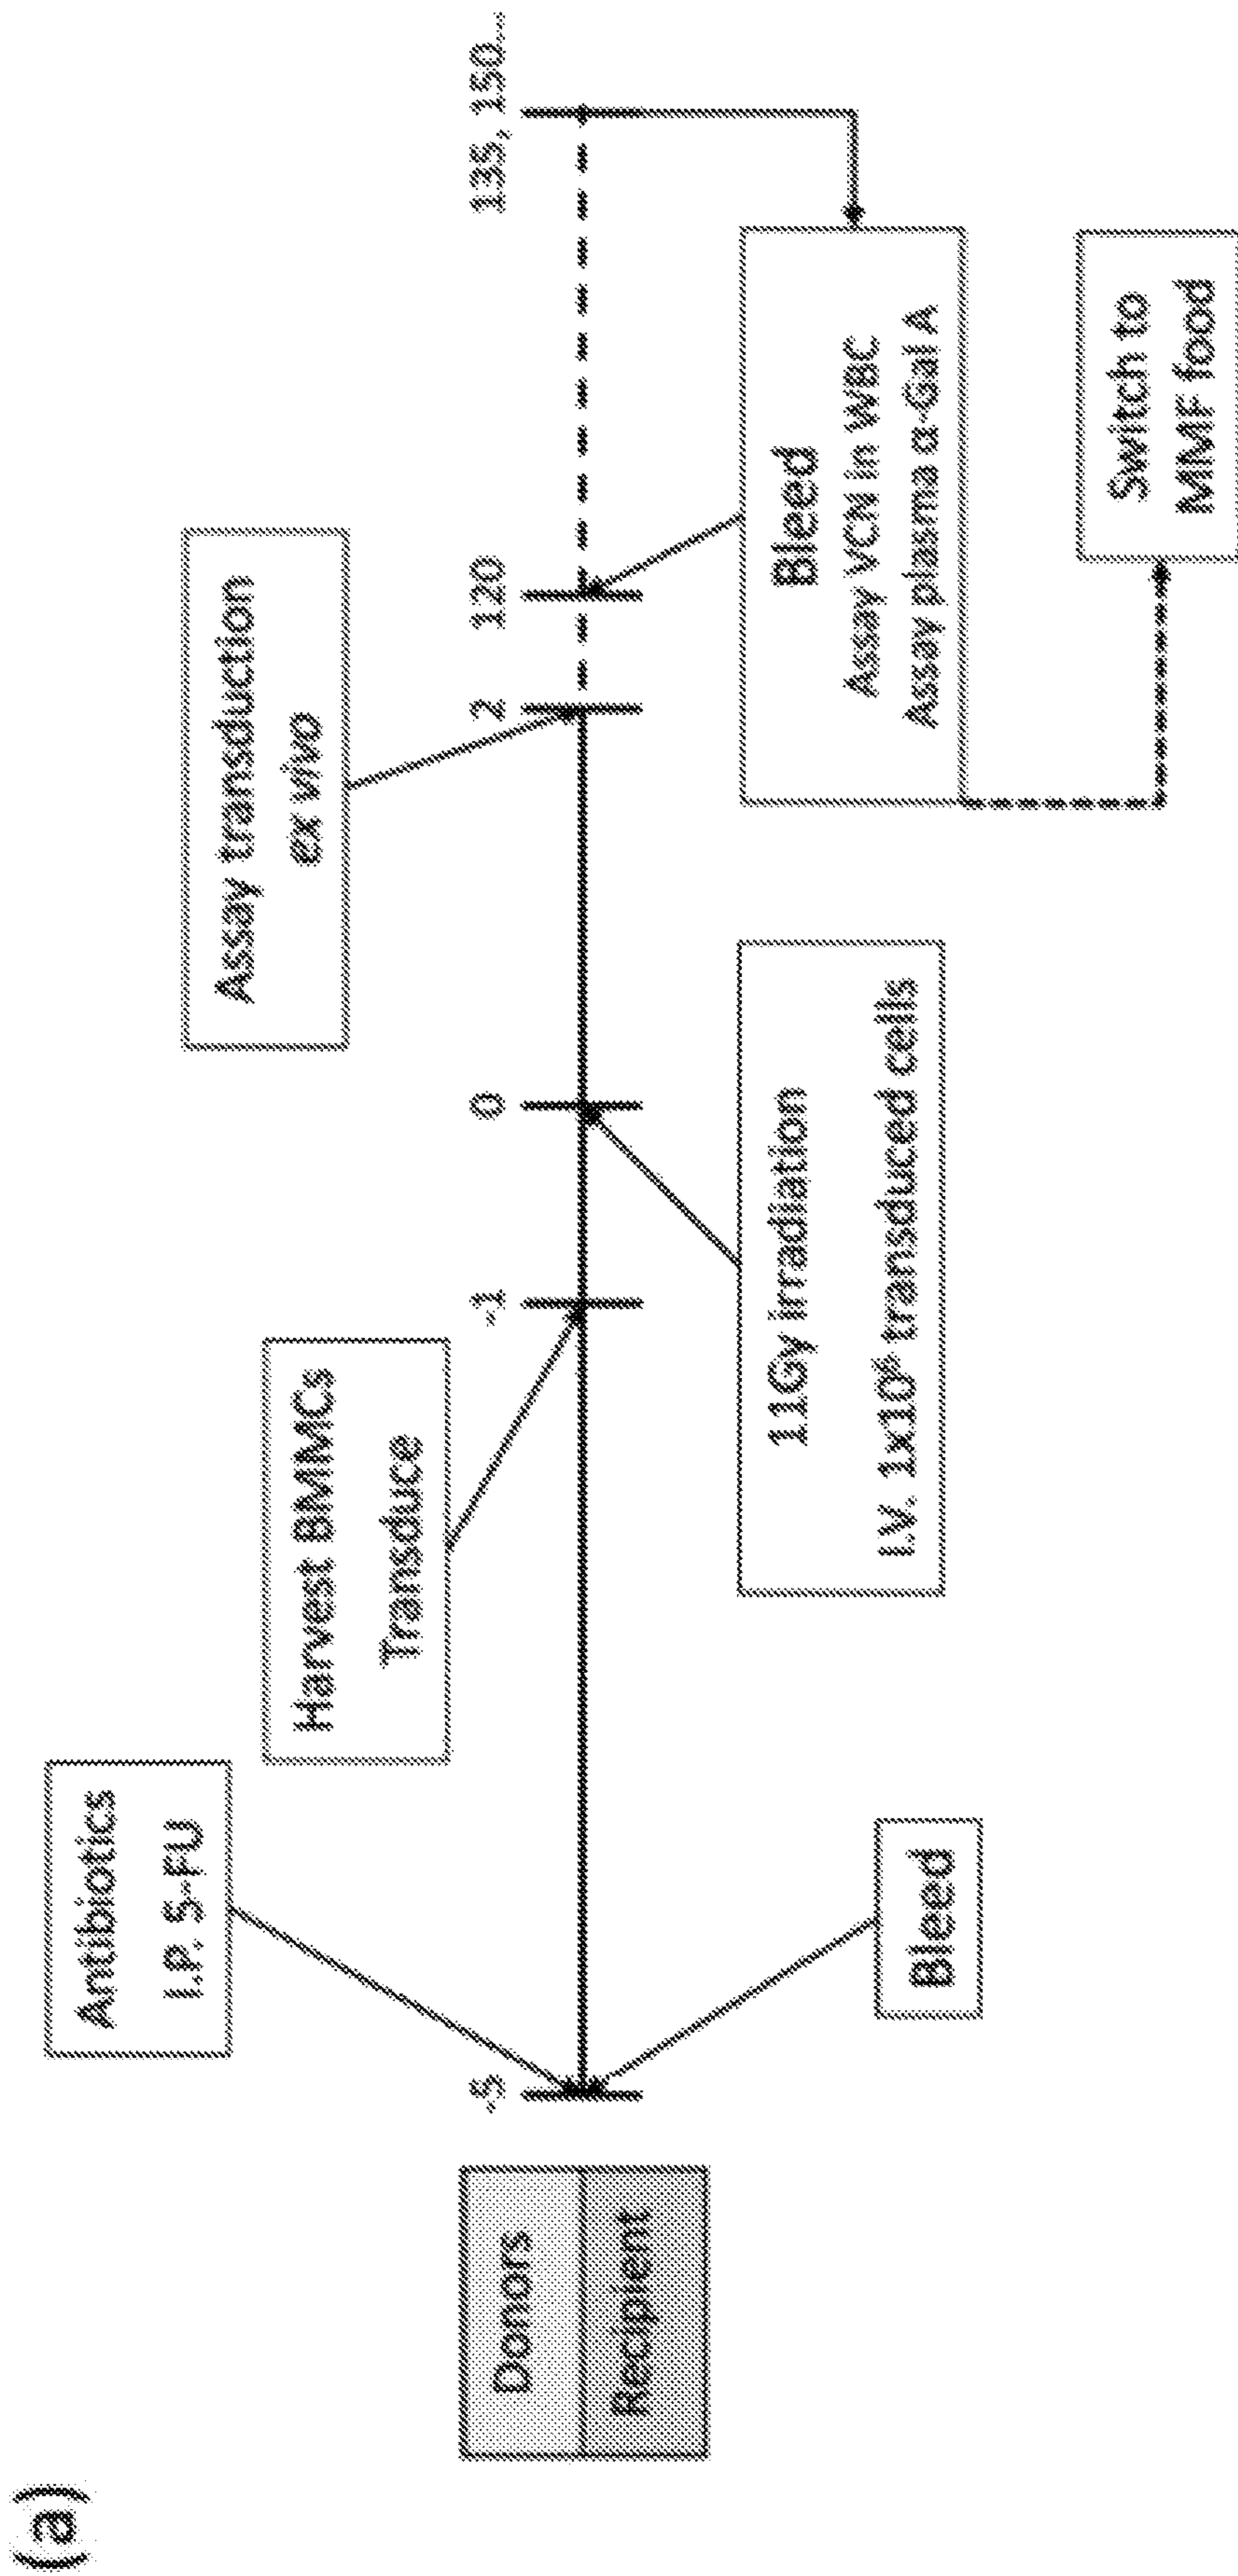 (a)
Donors
Recipient
Antibiotics
I.P. 5-FU
Harvest BMMCs
Transduce
Assay transduction
ex vivo
-5
-1
0
2
120
135, 150...
Bleed
11Gy irradiation
I.V. 1x10⁶ transduced cells
Bleed
Assay VCN in WBC
Assay plasma α-Gal A
Switch to
MMF food